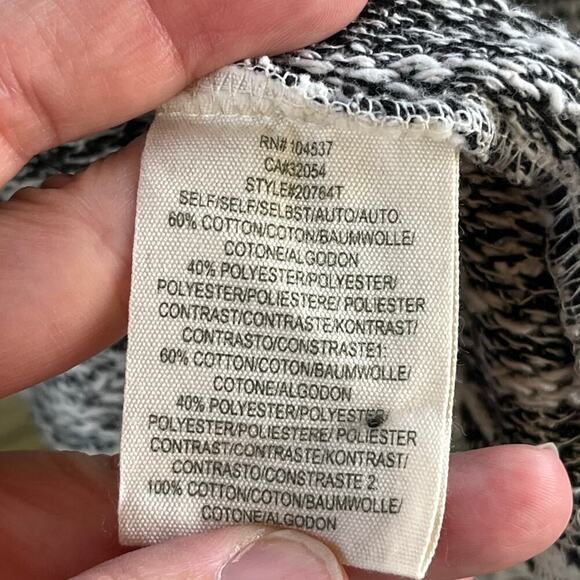 RN# 104537
CA#32054
STYLE#20764T
SELF/SELF/SELBST/AUTO/AUTO:
60% COTTON/COTON/BAUMWOLLE/
COTONE/ALGODON
40% POLYESTER/POLYESTER/
POLYESTER/POLIESTERE/ POLIESTER
CONTRAST/CONTRASTE/KONTRAST/
CONTRASTO/CONSTRASTE1:
60% COTTON/COTON/BAUMWOLLE/
COTONE/ALGODON
40% POLYESTER/POLYESTER/
POLYESTER/POLIESTERE/ POLIESTER
CONTRAST/CONTRASTE/KONTRAST/
CONTRASTO/CONSTRASTE 2:
100% COTTON/COTON/BAUMWOLLE/
COTONE/ALGODON